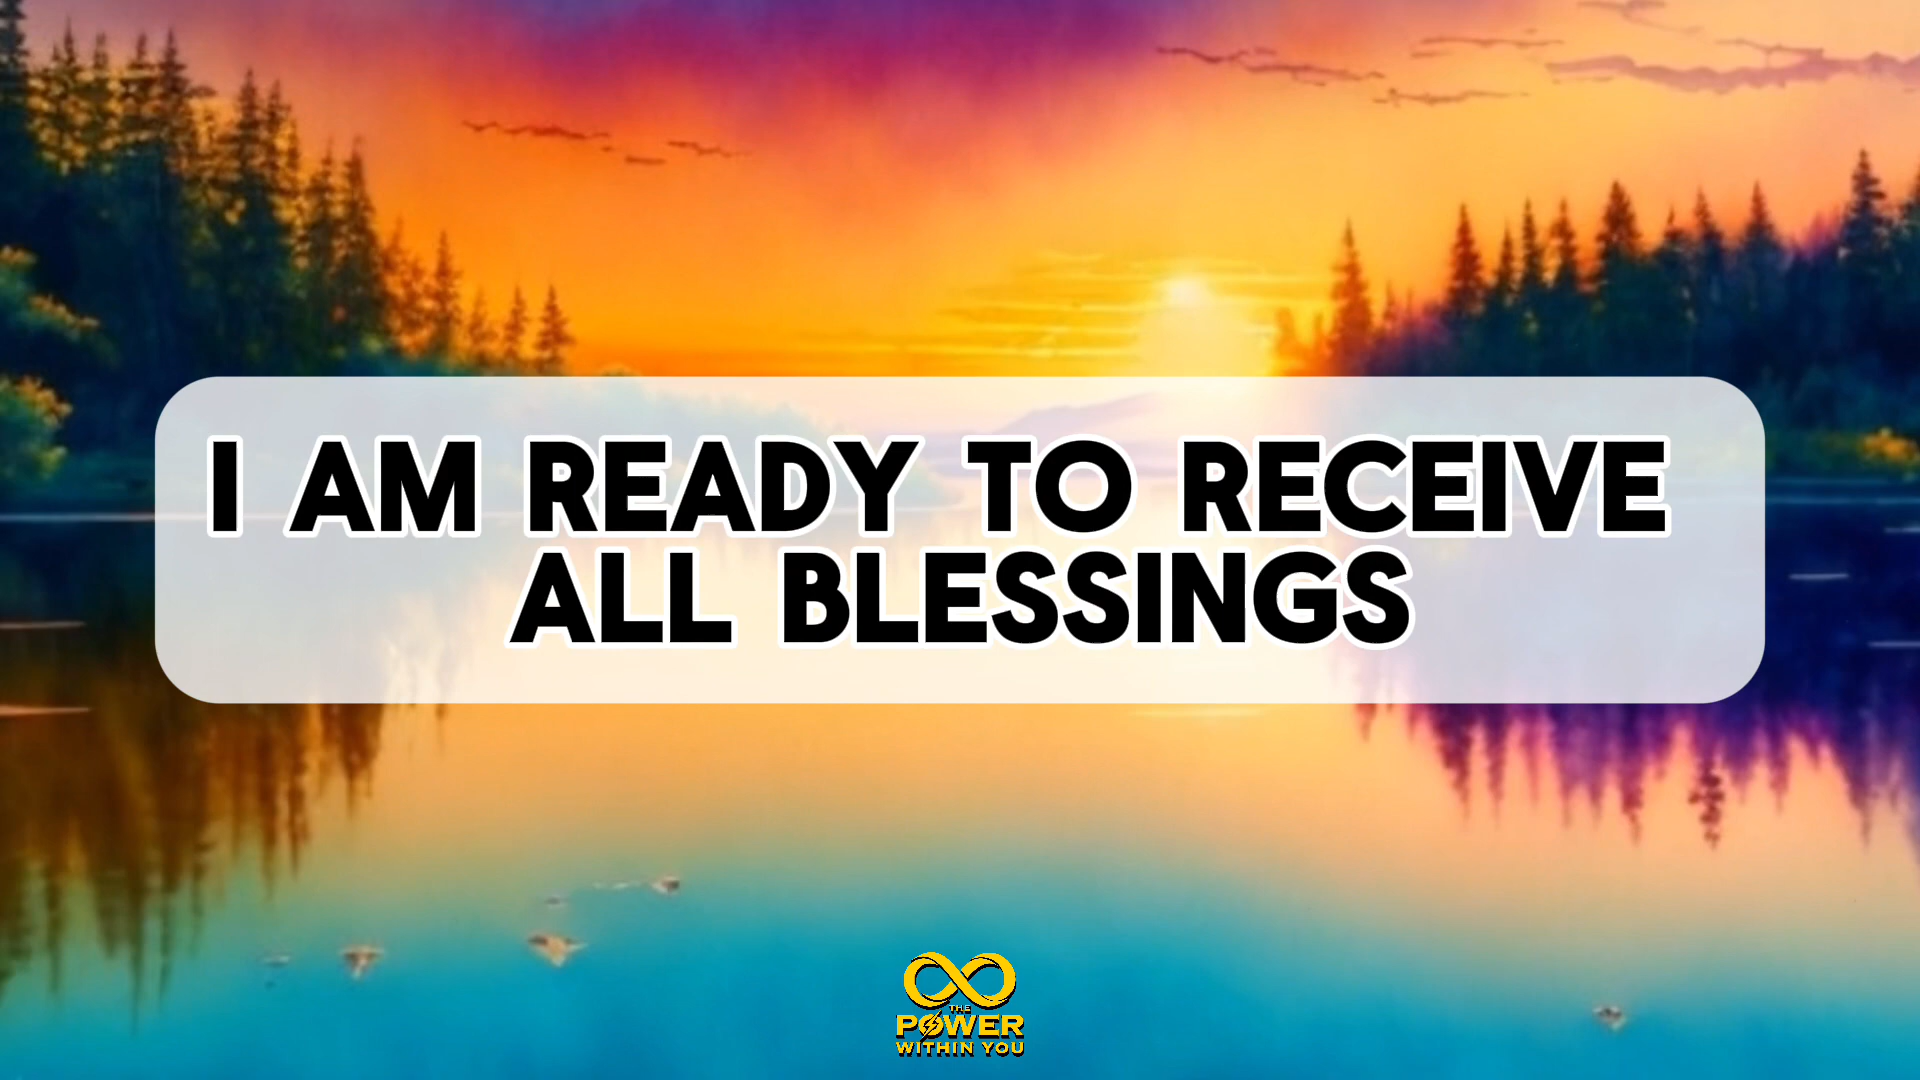 I AM READY TO RECEIVE
ALL BLESSINGS
THE
POWER
WITHIN YOU